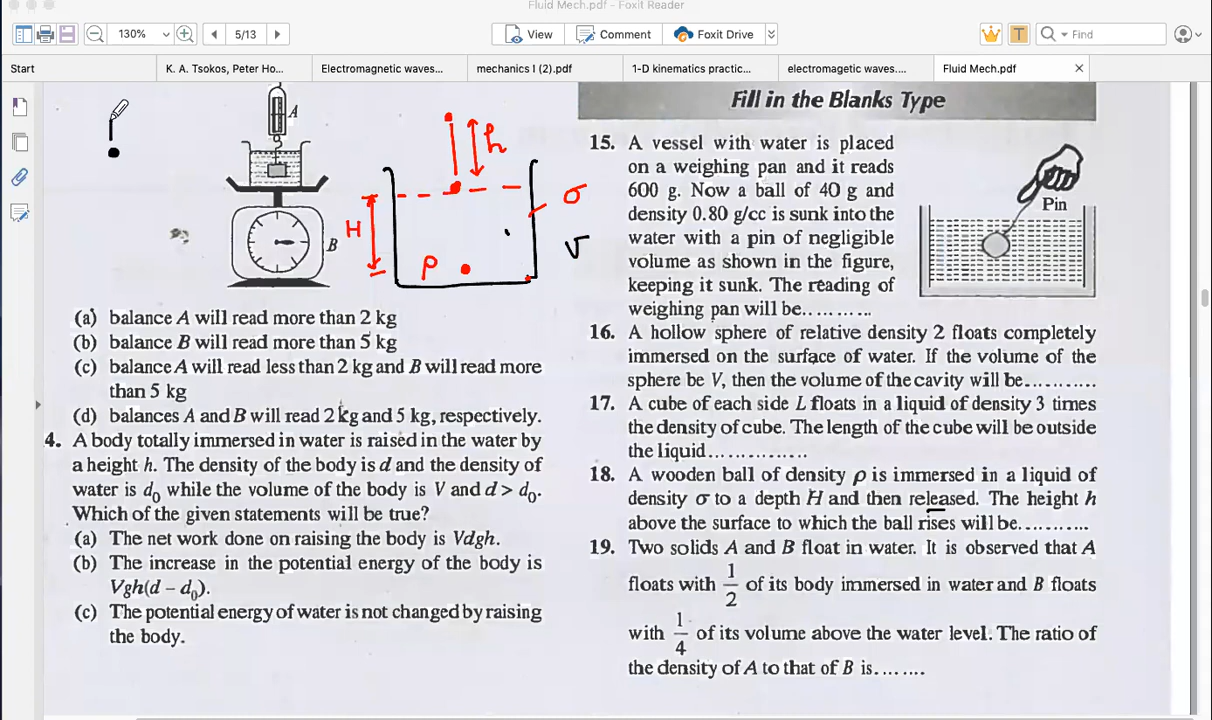 Fluid Mech.pdf - Foxit Reader
130%
5/13
View
Comment
Foxit Drive
T
Find
Start
K. A. Tsokos, Peter Ho...
Electromagnetic waves...
mechanics I (2).pdf
1-D kinematics practic...
electromagetic waves....
Fluid Mech.pdf
A
B
h
H
σ
ρ
V
(a) balance A will read more than 2 kg
(b) balance B will read more than 5 kg
(c) balance A will read less than 2 kg and B will read more
than 5 kg
(d) balances A and B will read 2 kg and 5 kg, respectively.
4. A body totally immersed in water is raised in the water by
a height h. The density of the body is d and the density of
water is d₀ while the volume of the body is V and d > d₀.
Which of the given statements will be true?
(a) The net work done on raising the body is Vdgh.
(b) The increase in the potential energy of the body is
Vgh(d – d₀).
(c) The potential energy of water is not changed by raising
the body.
Fill in the Blanks Type
15. A vessel with water is placed
on a weighing pan and it reads
600 g. Now a ball of 40 g and
density 0.80 g/cc is sunk into the
water with a pin of negligible
volume as shown in the figure,
keeping it sunk. The reading of
weighing pan will be..........
Pin
16. A hollow sphere of relative density 2 floats completely
immersed on the surface of water. If the volume of the
sphere be V, then the volume of the cavity will be..........
17. A cube of each side L floats in a liquid of density 3 times
the density of cube. The length of the cube will be outside
the liquid..............
18. A wooden ball of density ρ is immersed in a liquid of
density σ to a depth H and then released. The height h
above the surface to which the ball rises will be..........
19. Two solids A and B float in water. It is observed that A
floats with 1/2 of its body immersed in water and B floats
with 1/4 of its volume above the water level. The ratio of
the density of A to that of B is.......